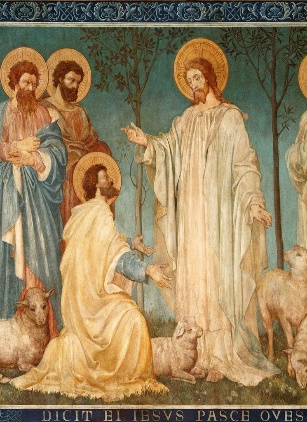 DICIT EI IESVS PASCE OVES